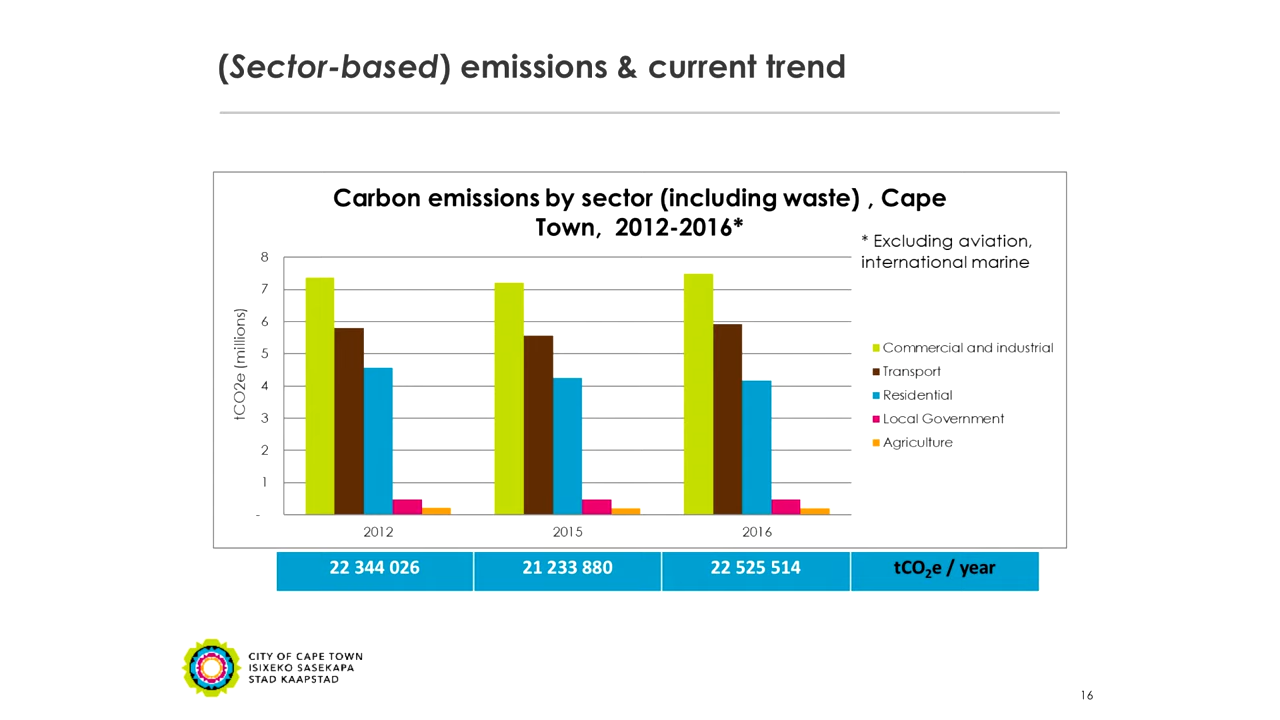 (Sector-based) emissions & current trend
Carbon emissions by sector (including waste) , Cape
Town, 2012-2016*
* Excluding aviation,
international marine
tCO2e (millions)
8
7
6
5
4
3
2
1
-
2012
2015
2016
Commercial and industrial
Transport
Residential
Local Government
Agriculture
22 344 026
21 233 880
22 525 514
tCO₂e / year
CITY OF CAPE TOWN
ISIXEKO SASEKAPA
STAD KAAPSTAD
16